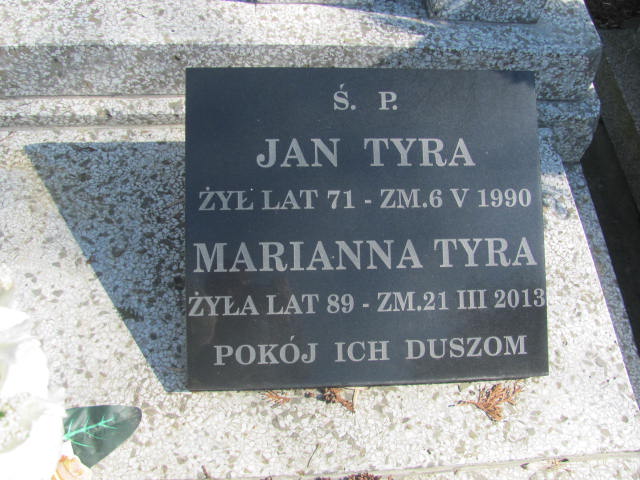 Ś. P.
JAN TYRA
ŻYŁ LAT 71 - ZM.6 V 1990
MARIANNA TYRA
ŻYŁA LAT 89 - ZM.21 III 2013
POKÓJ ICH DUSZOM